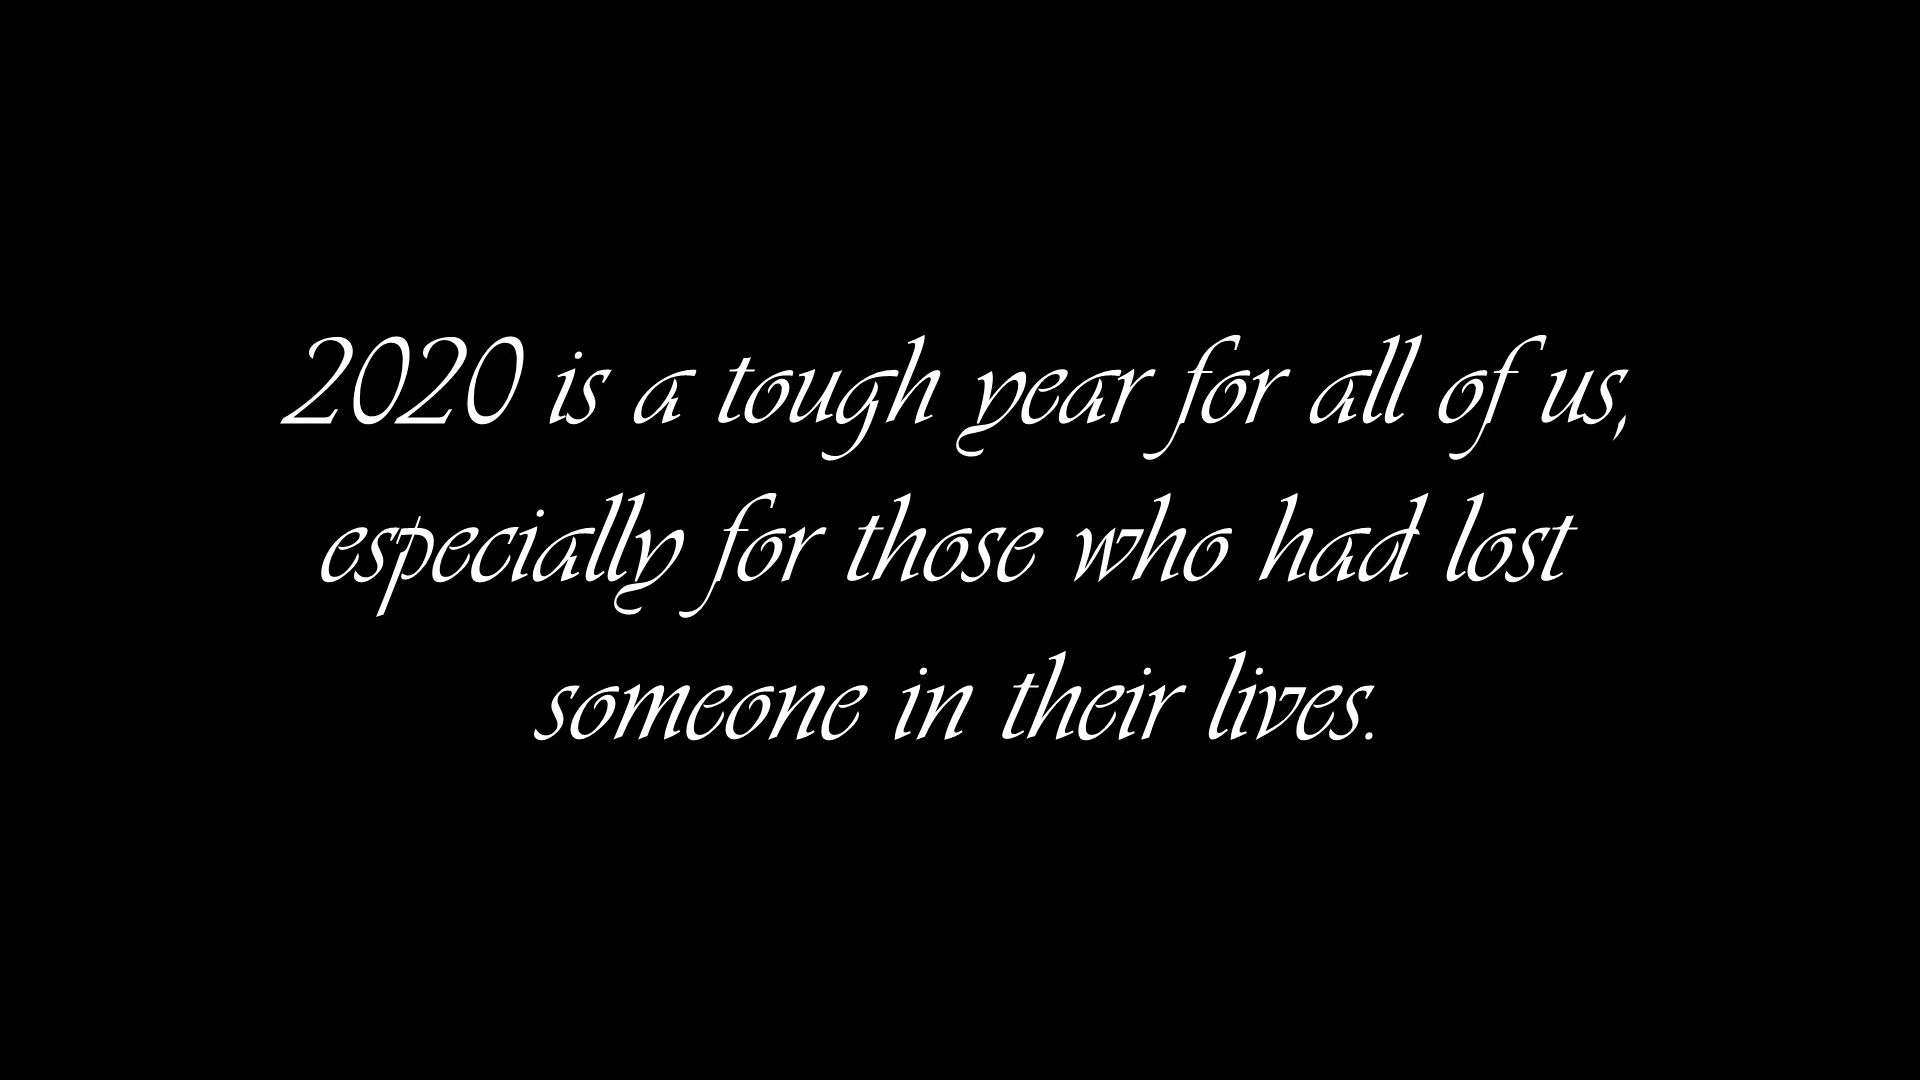 2020 is a tough year for all of us,
especially for those who had lost
someone in their lives.